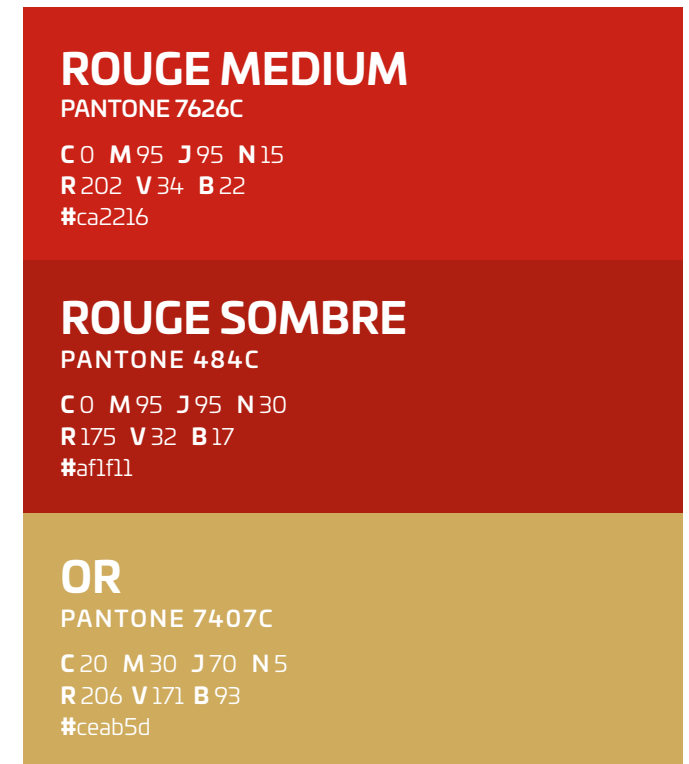 ROUGE MEDIUM
PANTONE 7626C
C 0 M 95 J 95 N 15
R 202 V 34 B 22
#ca2216
ROUGE SOMBRE
PANTONE 484C
C 0 M 95 J 95 N 30
R 175 V 32 B 17
#af1f11
OR
PANTONE 7407C
C 20 M 30 J 70 N 5
R 206 V 171 B 93
#ceab5d